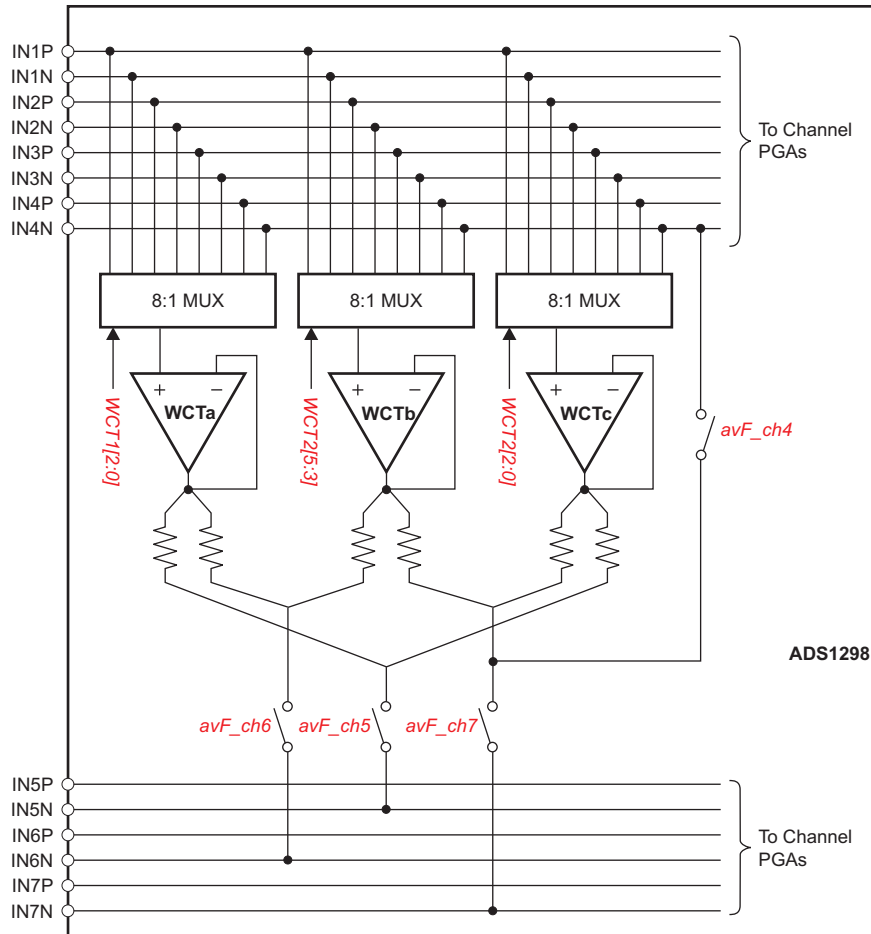 IN1P
IN1N
IN2P
IN2N
IN3P
IN3N
IN4P
IN4N
To Channel
PGAs
8:1 MUX
8:1 MUX
8:1 MUX
+ −
WCTa
+ −
WCTb
+ −
WCTc
WCT1[2:0]
WCT2[5:3]
WCT2[2:0]
avF_ch4
ADS1298
avF_ch6
avF_ch5
avF_ch7
IN5P
IN5N
IN6P
IN6N
IN7P
IN7N
To Channel
PGAs